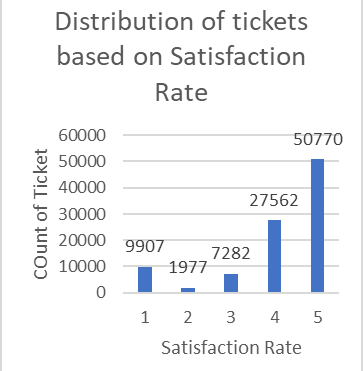 Distribution of tickets
based on Satisfaction
Rate
COunt of Ticket
60000
50000
40000
30000
20000
10000
0
9907
1977
7282
27562
50770
1 2 3 4 5
Satisfaction Rate